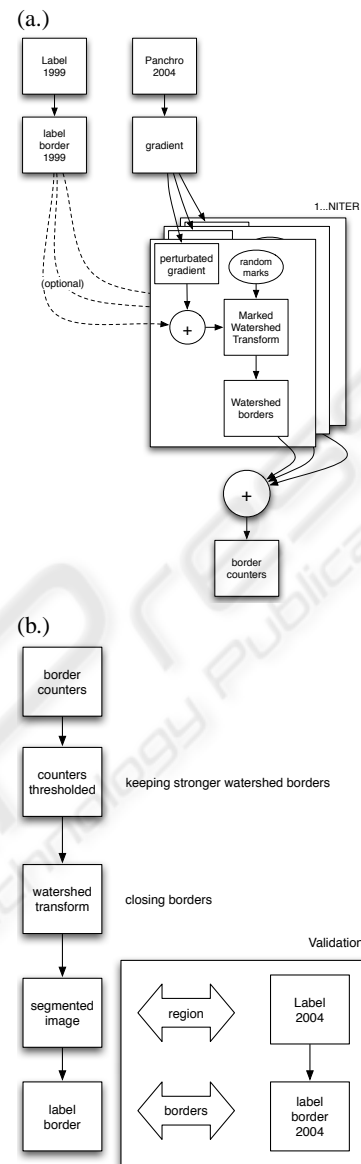 (a.)
Label
1999
Panchro
2004
label
border
1999
gradient
1...NITER
perturbated
gradient
random
marks
(optional)
+
Marked
Watershed
Transform
Watershed
borders
+
border
counters
(b.)
border
counters
counters
thresholded
keeping stronger watershed borders
watershed
transform
closing borders
Validation
segmented
image
region
Label
2004
label
border
borders
label
border
2004